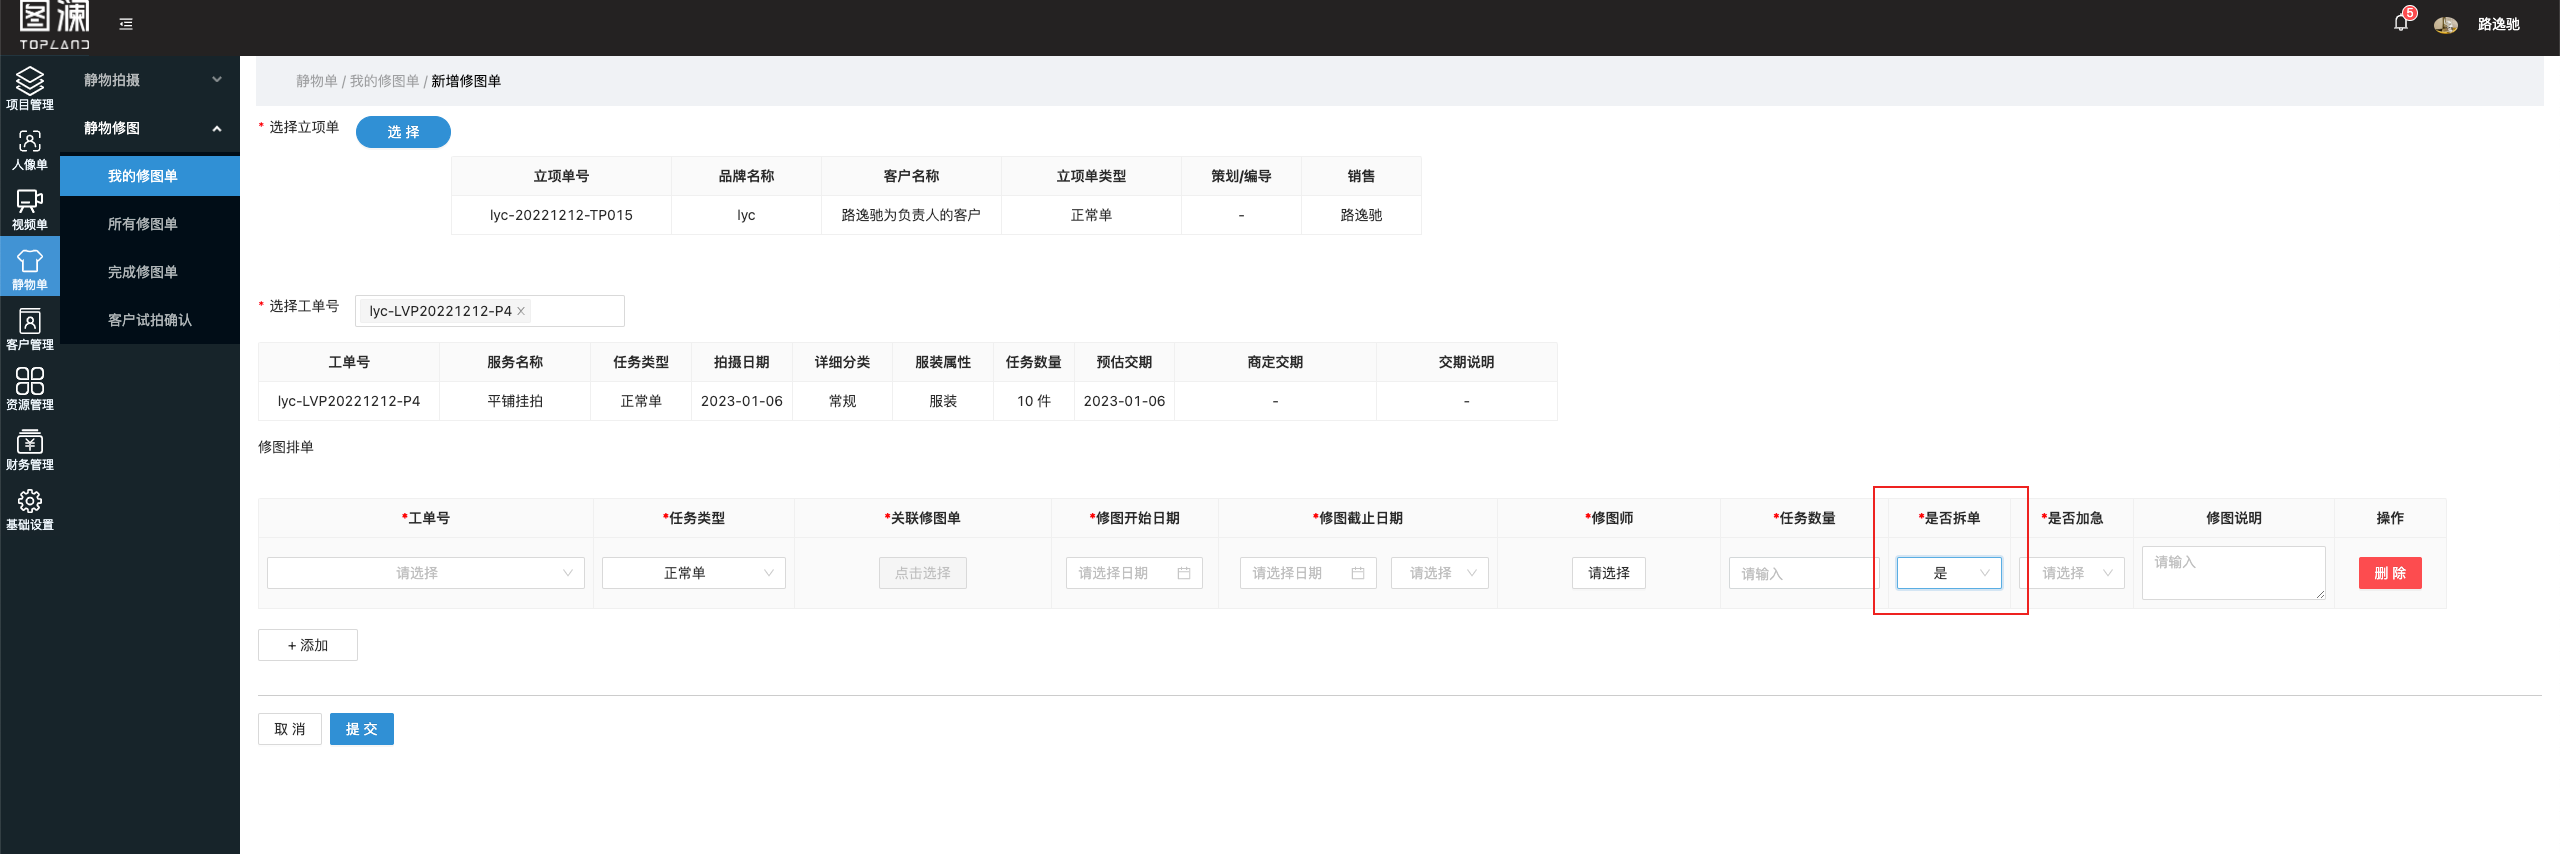 图澜
TOPLAND
5
路逸驰
项目管理
人像单
视频单
静物单
客户管理
资源管理
财务管理
基础设置
静物拍摄
静物修图
我的修图单
所有修图单
完成修图单
客户试拍确认
静物单 / 我的修图单 / 新增修图单
* 选择立项单 选 择
立项单号 品牌名称 客户名称 立项单类型 策划/编导 销售
lyc-20221212-TP015 lyc 路逸驰为负责人的客户 正常单 - 路逸驰
* 选择工单号 lyc-LVP20221212-P4
工单号 服务名称 任务类型 拍摄日期 详细分类 服装属性 任务数量 预估交期 商定交期 交期说明
lyc-LVP20221212-P4 平铺挂拍 正常单 2023-01-06 常规 服装 10 件 2023-01-06 - -
修图排单
*工单号 *任务类型 *关联修图单 *修图开始日期 *修图截止日期 *修图师 *任务数量 *是否拆单 *是否加急 修图说明 操作
请选择 正常单 点击选择 请选择日期 请选择日期 请选择 请选择 请输入 是 请选择 请输入 删 除
+ 添加
取 消 提 交